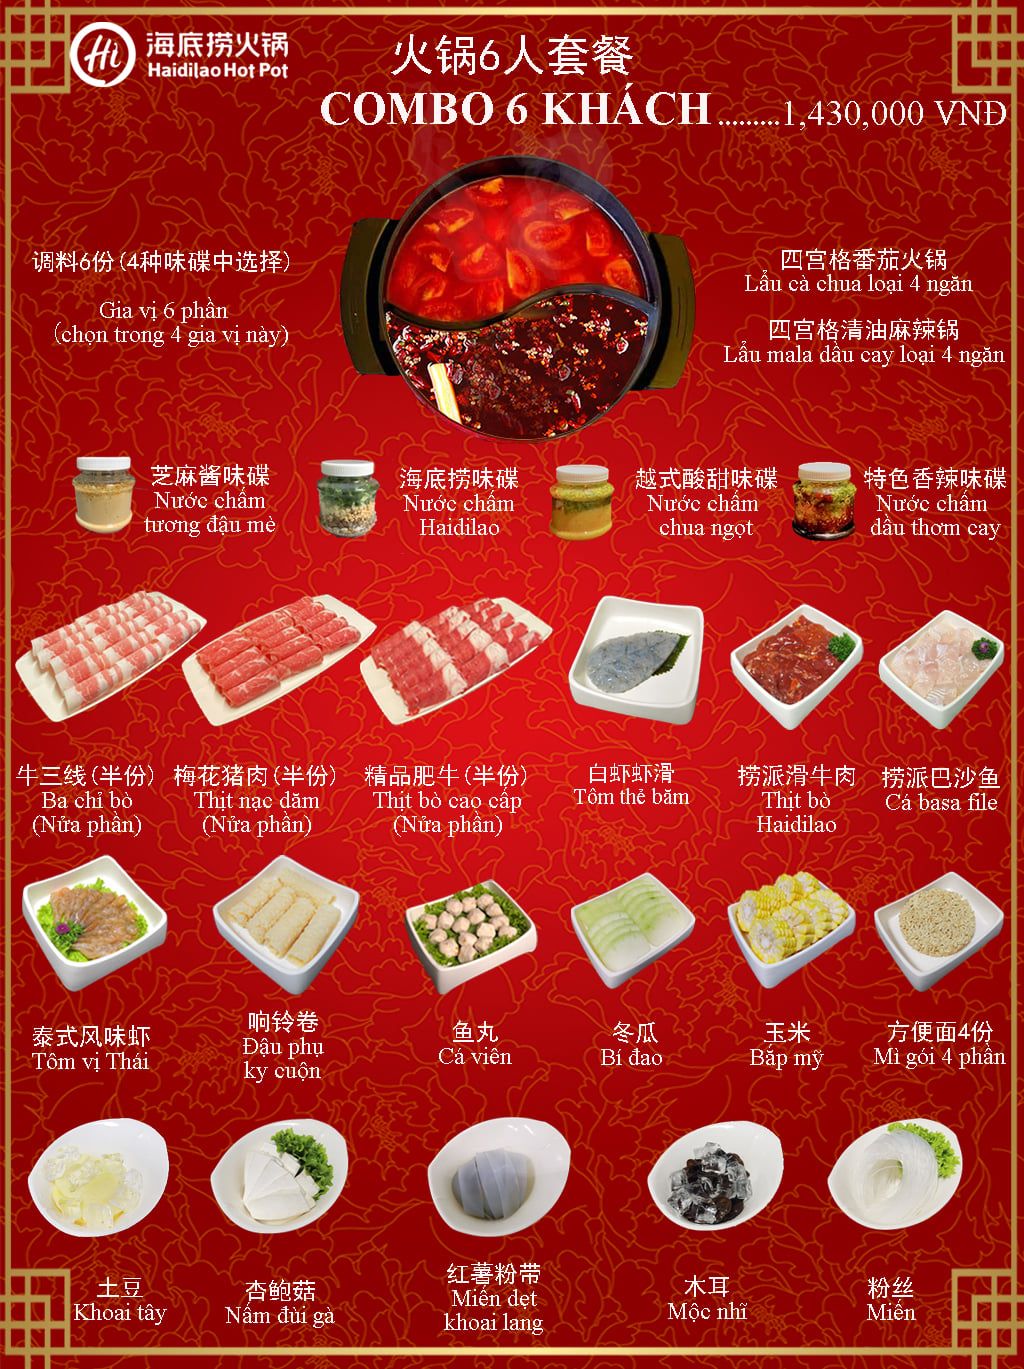 Hi 海底捞火锅
Haidilao Hot Pot
火锅6人套餐
COMBO 6 KHÁCH.........1,430,000 VNĐ
调料6份(4种味碟中选择)
Gia vị 6 phần
(chọn trong 4 gia vị này)
四宫格番茄火锅
Lẩu cà chua loại 4 ngăn
四宫格清油麻辣锅
Lẩu mala dầu cay loại 4 ngăn
芝麻酱味碟
Nước chấm
tương đậu mè
海底捞味碟
Nước chấm
Haidilao
越式酸甜味碟
Nước chấm
chua ngọt
特色香辣味碟
Nước chấm
dầu thơm cay
牛三线(半份)
Ba chỉ bò
(Nửa phần)
梅花猪肉(半份)
Thịt nạc dăm
(Nửa phần)
精品肥牛(半份)
Thịt bò cao cấp
(Nửa phần)
白虾虾滑
Tôm thẻ băm
捞派滑牛肉
Thịt bò
Haidilao
捞派巴沙鱼
Cá basa file
泰式风味虾
Tôm vị Thái
响铃卷
Đậu phụ
ky cuộn
鱼丸
Cá viên
冬瓜
Bí đao
玉米
Bắp mỹ
方便面4份
Mì gói 4 phần
土豆
Khoai tây
杏鲍菇
Nấm đùi gà
红薯粉带
Miến dẹt
khoai lang
木耳
Mộc nhĩ
粉丝
Miến